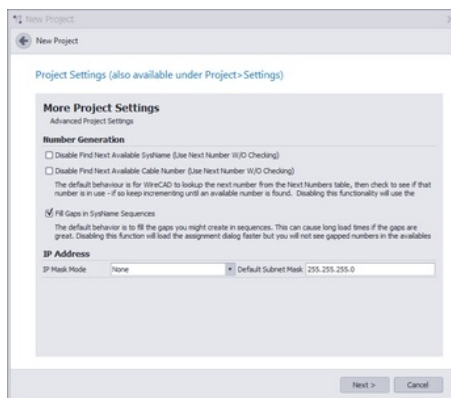 New Project
New Project
Project Settings (also available under Project>Settings)
More Project Settings
Advanced Project Settings
Number Generation
Disable Find Next Available SysName (Use Next Number W/O Checking)
Disable Find Next Available Cable Number (Use Next Number W/O Checking)
The default behaviour is for WireCAD to lookup the next number from the Next Numbers table, then check to see if that
number is in use - if so keep incrementing until an available number is found. Disabling this functionality will use the
Fill Gaps in SysName Sequences
The default behavior is to fill the gaps you might create in sequences. This can cause long load times if the gaps are
great. Disabling this function will load the assignment dialog faster but you will not see gapped numbers in the availables
IP Address
IP Mask Mode None Default Subnet Mask 255.255.255.0
Next > Cancel